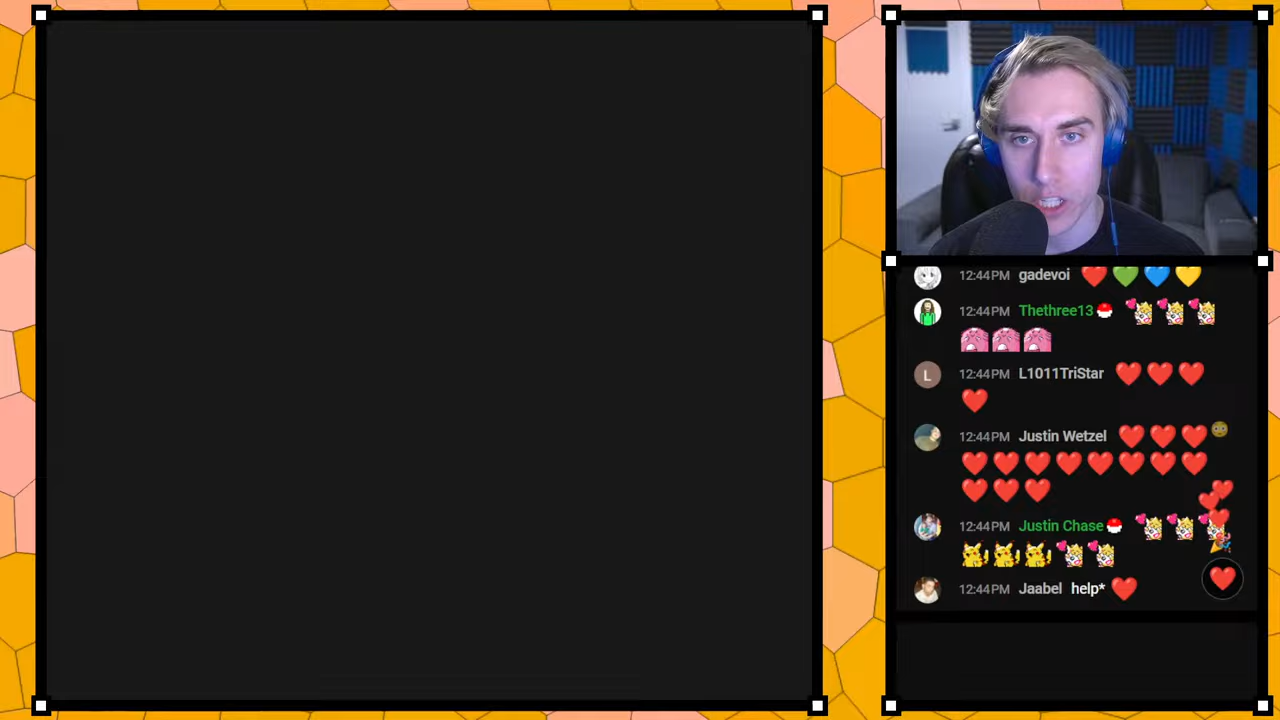 12:44PM gadevoi ❤️💚💙💛
12:44PM Thethree13
12:44PM L1011TriStar ❤️❤️❤️
❤️
12:44PM Justin Wetzel ❤️❤️❤️
❤️❤️❤️❤️❤️❤️❤️❤️
❤️❤️❤️
12:44PM Justin Chase
12:44PM Jaabel help* ❤️
L